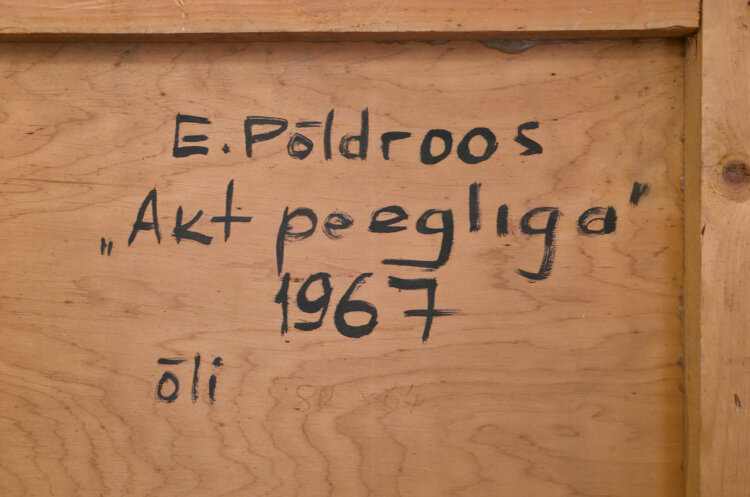 E. Põldroos
„Akt peegliga”
1967
õli